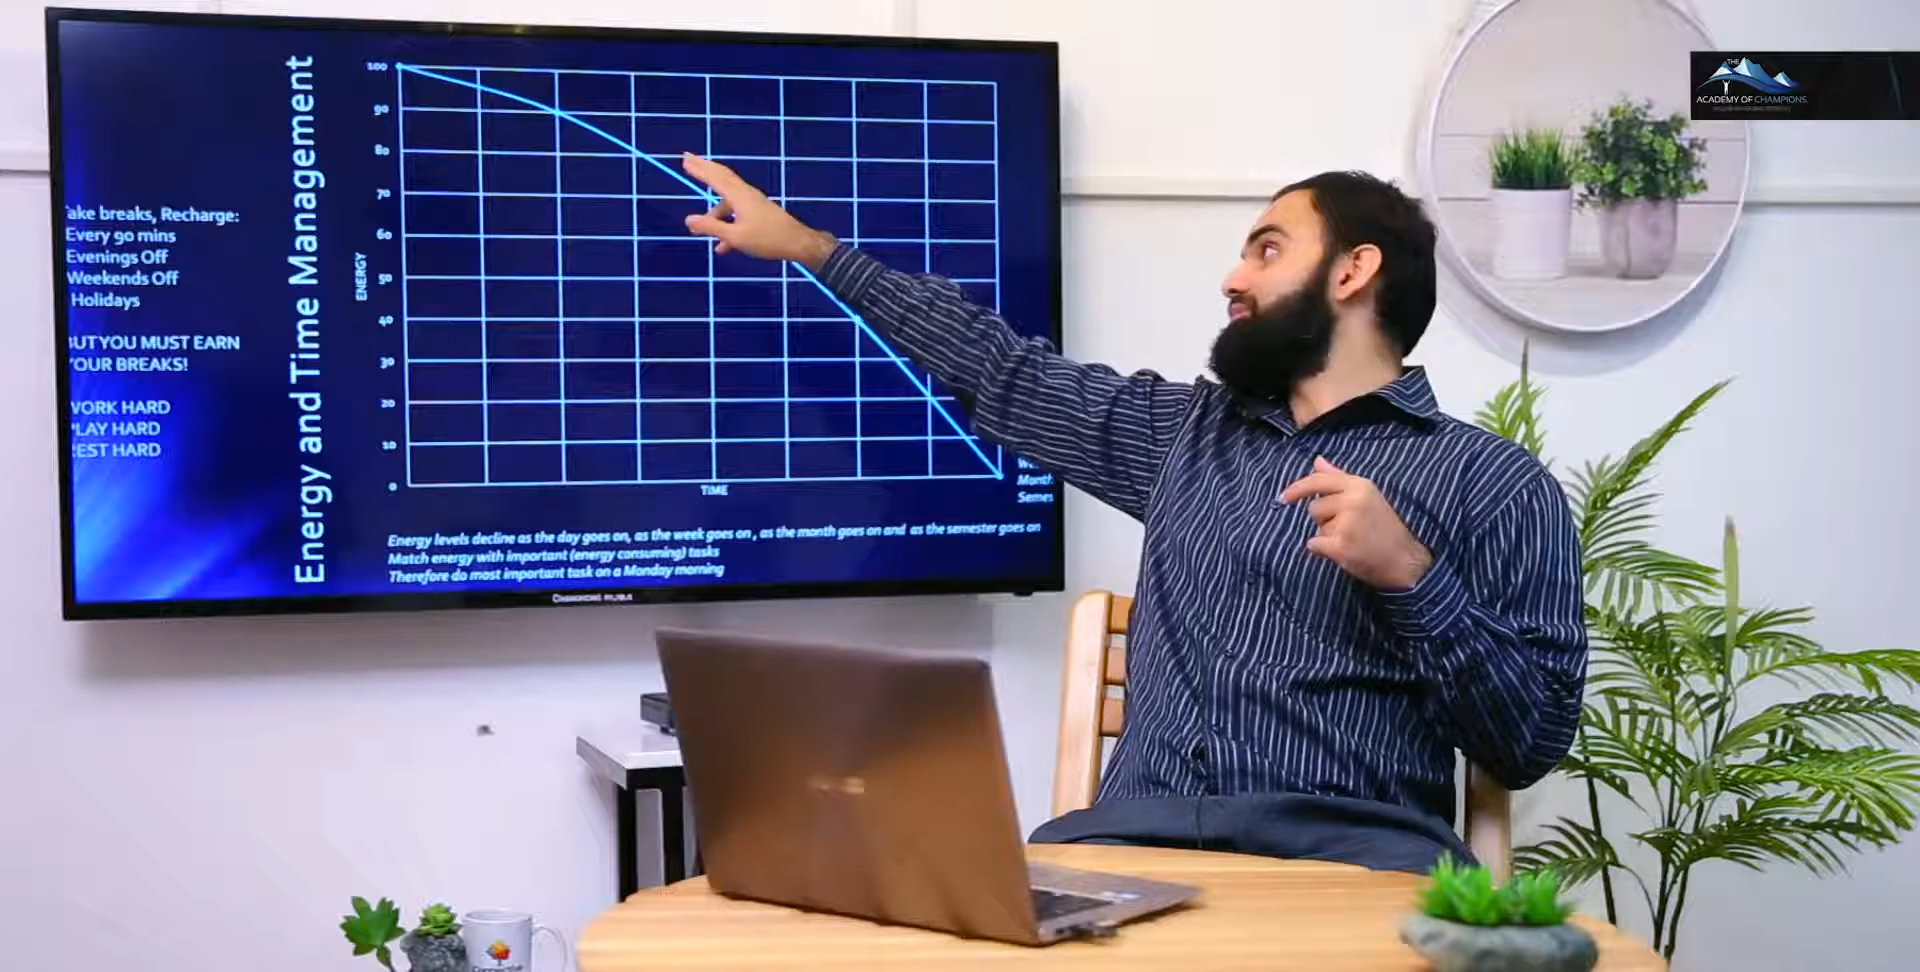 Energy and Time Management
ake breaks, Recharge:
Every 90 mins
Evenings Off
Weekends Off
Holidays
UT YOU MUST EARN
OUR BREAKS!
WORK HARD
LAY HARD
EST HARD
100
90
80
70
60
50
40
30
20
10
0
ENERGY
TIME
Month
Semes
Energy levels decline as the day goes on, as the week goes on , as the month goes on and as the semester goes on
Match energy with important (energy consuming) tasks
Therefore do most important task on a Monday morning
THE
ACADEMY OF CHAMPIONS